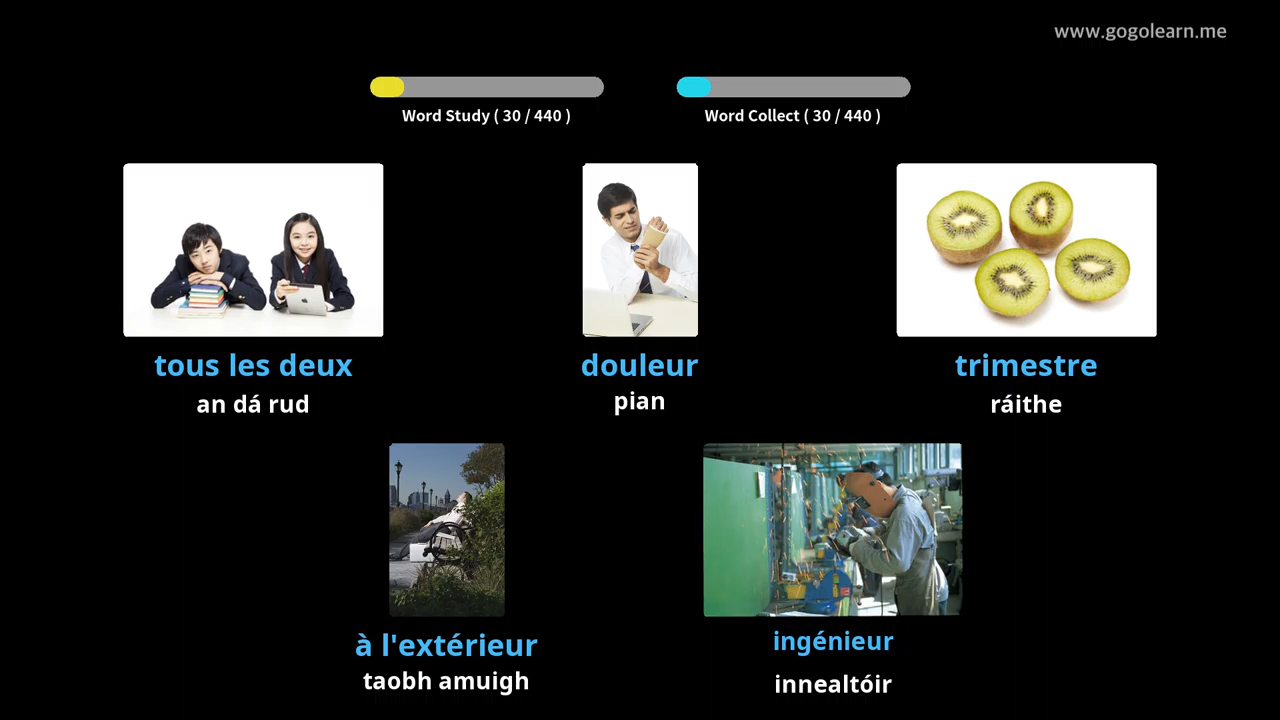 www.gogolearn.me
Word Study ( 30 / 440 )
Word Collect ( 30 / 440 )
tous les deux
an dá rud
douleur
pian
trimestre
ráithe
à l'extérieur
taobh amuigh
ingénieur
innealtóir